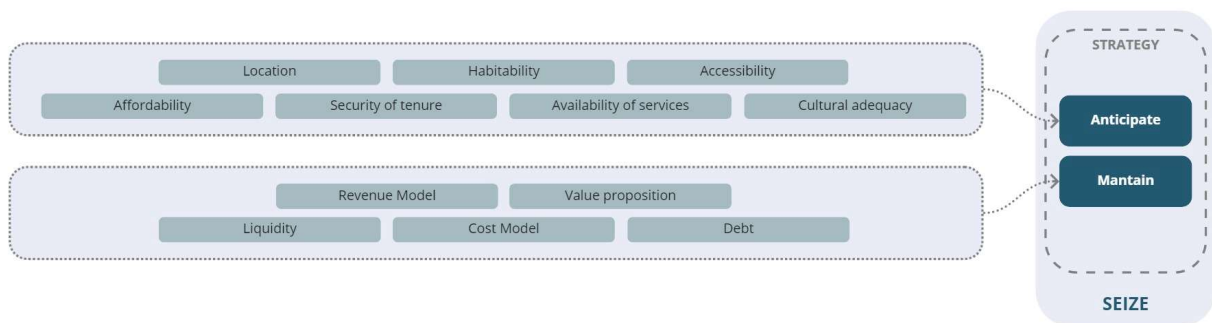 STRATEGY
Location
Habitability
Accessibility
Affordability
Security of tenure
Availability of services
Cultural adequacy
Anticipate
Mantain
Revenue Model
Value proposition
Liquidity
Cost Model
Debt
SEIZE